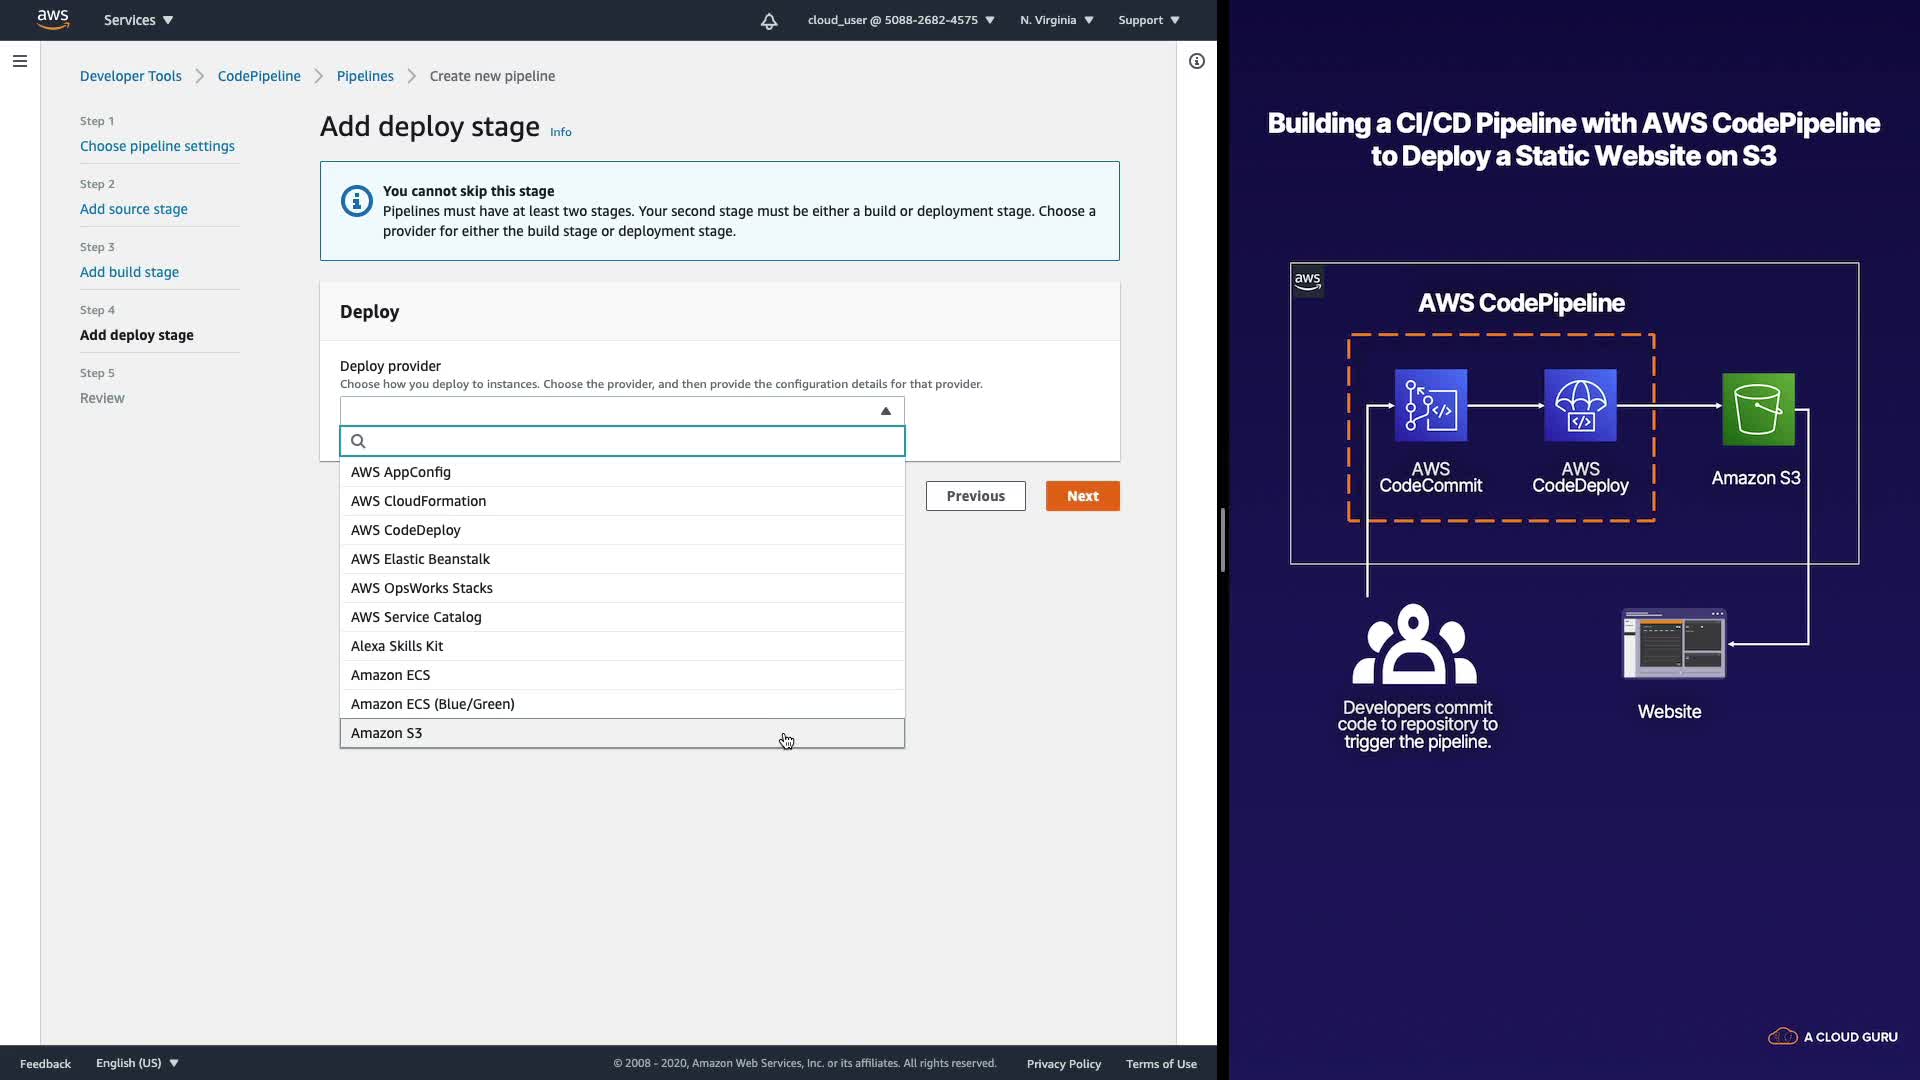 aws
Services
cloud_user @ 5088-2682-4575
N. Virginia
Support
Developer Tools
CodePipeline
Pipelines
Create new pipeline
Step 1
Choose pipeline settings
Step 2
Add source stage
Step 3
Add build stage
Step 4
Add deploy stage
Step 5
Review
Add deploy stage
Info
You cannot skip this stage
Pipelines must have at least two stages. Your second stage must be either a build or deployment stage. Choose a
provider for either the build stage or deployment stage.
Deploy
Deploy provider
Choose how you deploy to instances. Choose the provider, and then provide the configuration details for that provider.
AWS AppConfig
AWS CloudFormation
AWS CodeDeploy
AWS Elastic Beanstalk
AWS OpsWorks Stacks
AWS Service Catalog
Alexa Skills Kit
Amazon ECS
Amazon ECS (Blue/Green)
Amazon S3
Previous
Next
Feedback
English (US)
© 2008 - 2020, Amazon Web Services, Inc. or its affiliates. All rights reserved.
Privacy Policy
Terms of Use
Building a CI/CD Pipeline with AWS CodePipeline
to Deploy a Static Website on S3
aws
AWS CodePipeline
AWS
CodeCommit
AWS
CodeDeploy
Amazon S3
Developers commit
code to repository to
trigger the pipeline.
Website
A CLOUD GURU